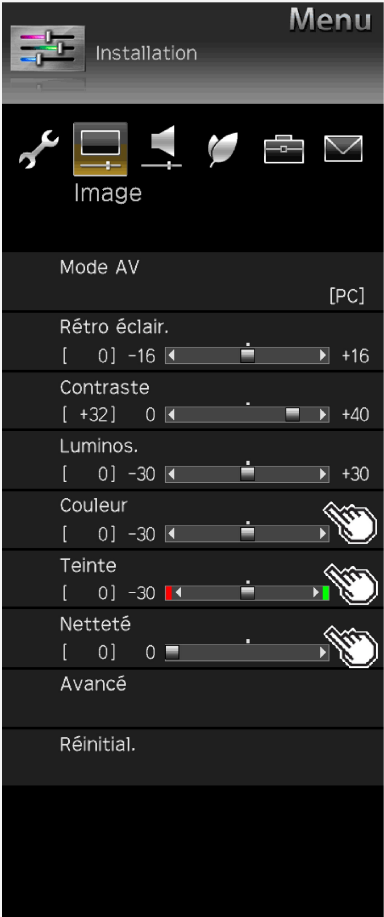 Menu
Installation
Image
Mode AV
[PC]
Rétro éclair.
[ 0] -16 +16
Contraste
[ +32] 0 +40
Luminos.
[ 0] -30 +30
Couleur
[ 0] -30
Teinte
[ 0] -30
Netteté
[ 0] 0
Avancé
Réinitial.